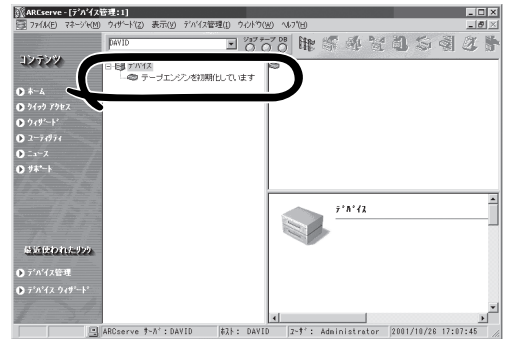 ARCserve - [ﾃﾞﾊﾞｲｽ管理:1]
ﾌｧｲﾙ(F) ﾏﾈｰｼﾞｬ(M) ｳｨｻﾞｰﾄﾞ(Z) 表示(V) ﾃﾞﾊﾞｲｽ管理(I) ｳｨﾝﾄﾞｳ(W) ﾍﾙﾌﾟ(H)
DAVID
ｼﾞｮﾌﾞ ﾃｰﾌﾟ DB
コンテンツ
デバイス
テープエンジンを初期化しています
ﾎｰﾑ
ｸｲｯｸ ｱｸｾｽ
ｳｨｻﾞｰﾄﾞ
ﾕｰﾃｨﾘﾃｨ
ﾆｭｰｽ
ｻﾎﾟｰﾄ
ﾃﾞﾊﾞｲｽ
最近使われたﾘﾝｸ
ﾃﾞﾊﾞｲｽ管理
ﾃﾞﾊﾞｲｽ ｳｨｻﾞｰﾄﾞ
ARCserve ｻｰﾊﾞ: DAVID
ﾎｽﾄ: DAVID
ﾕｰｻﾞ: Administrator
2001/10/26 17:07:45